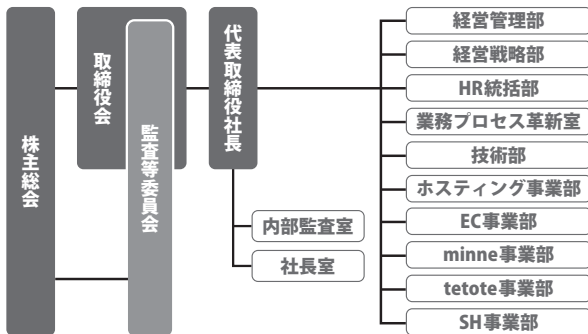 株主総会
取締役会
監査等委員会
代表取締役社長
内部監査室
社長室
経営管理部
経営戦略部
HR統括部
業務プロセス革新室
技術部
ホスティング事業部
EC事業部
minne事業部
tetote事業部
SH事業部